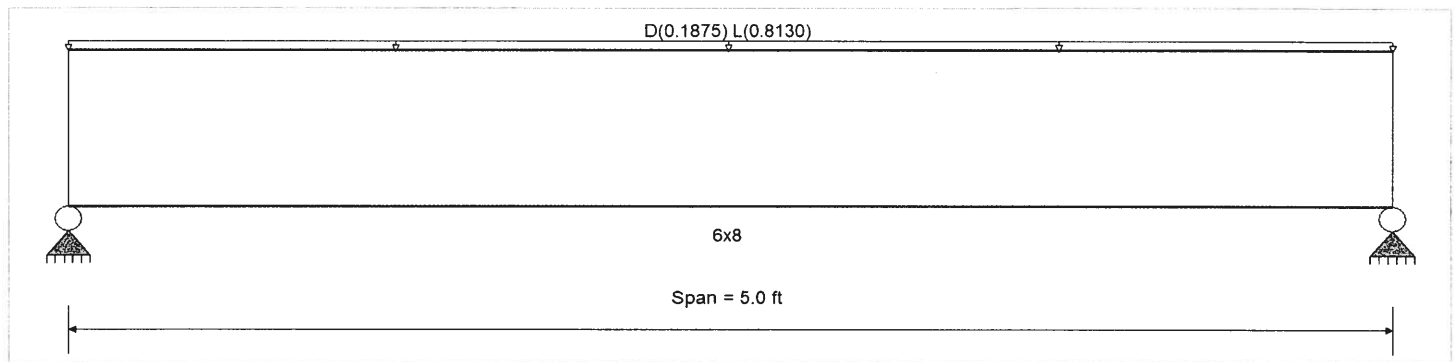 D(0.1875) L(0.8130)
6x8
Span = 5.0 ft